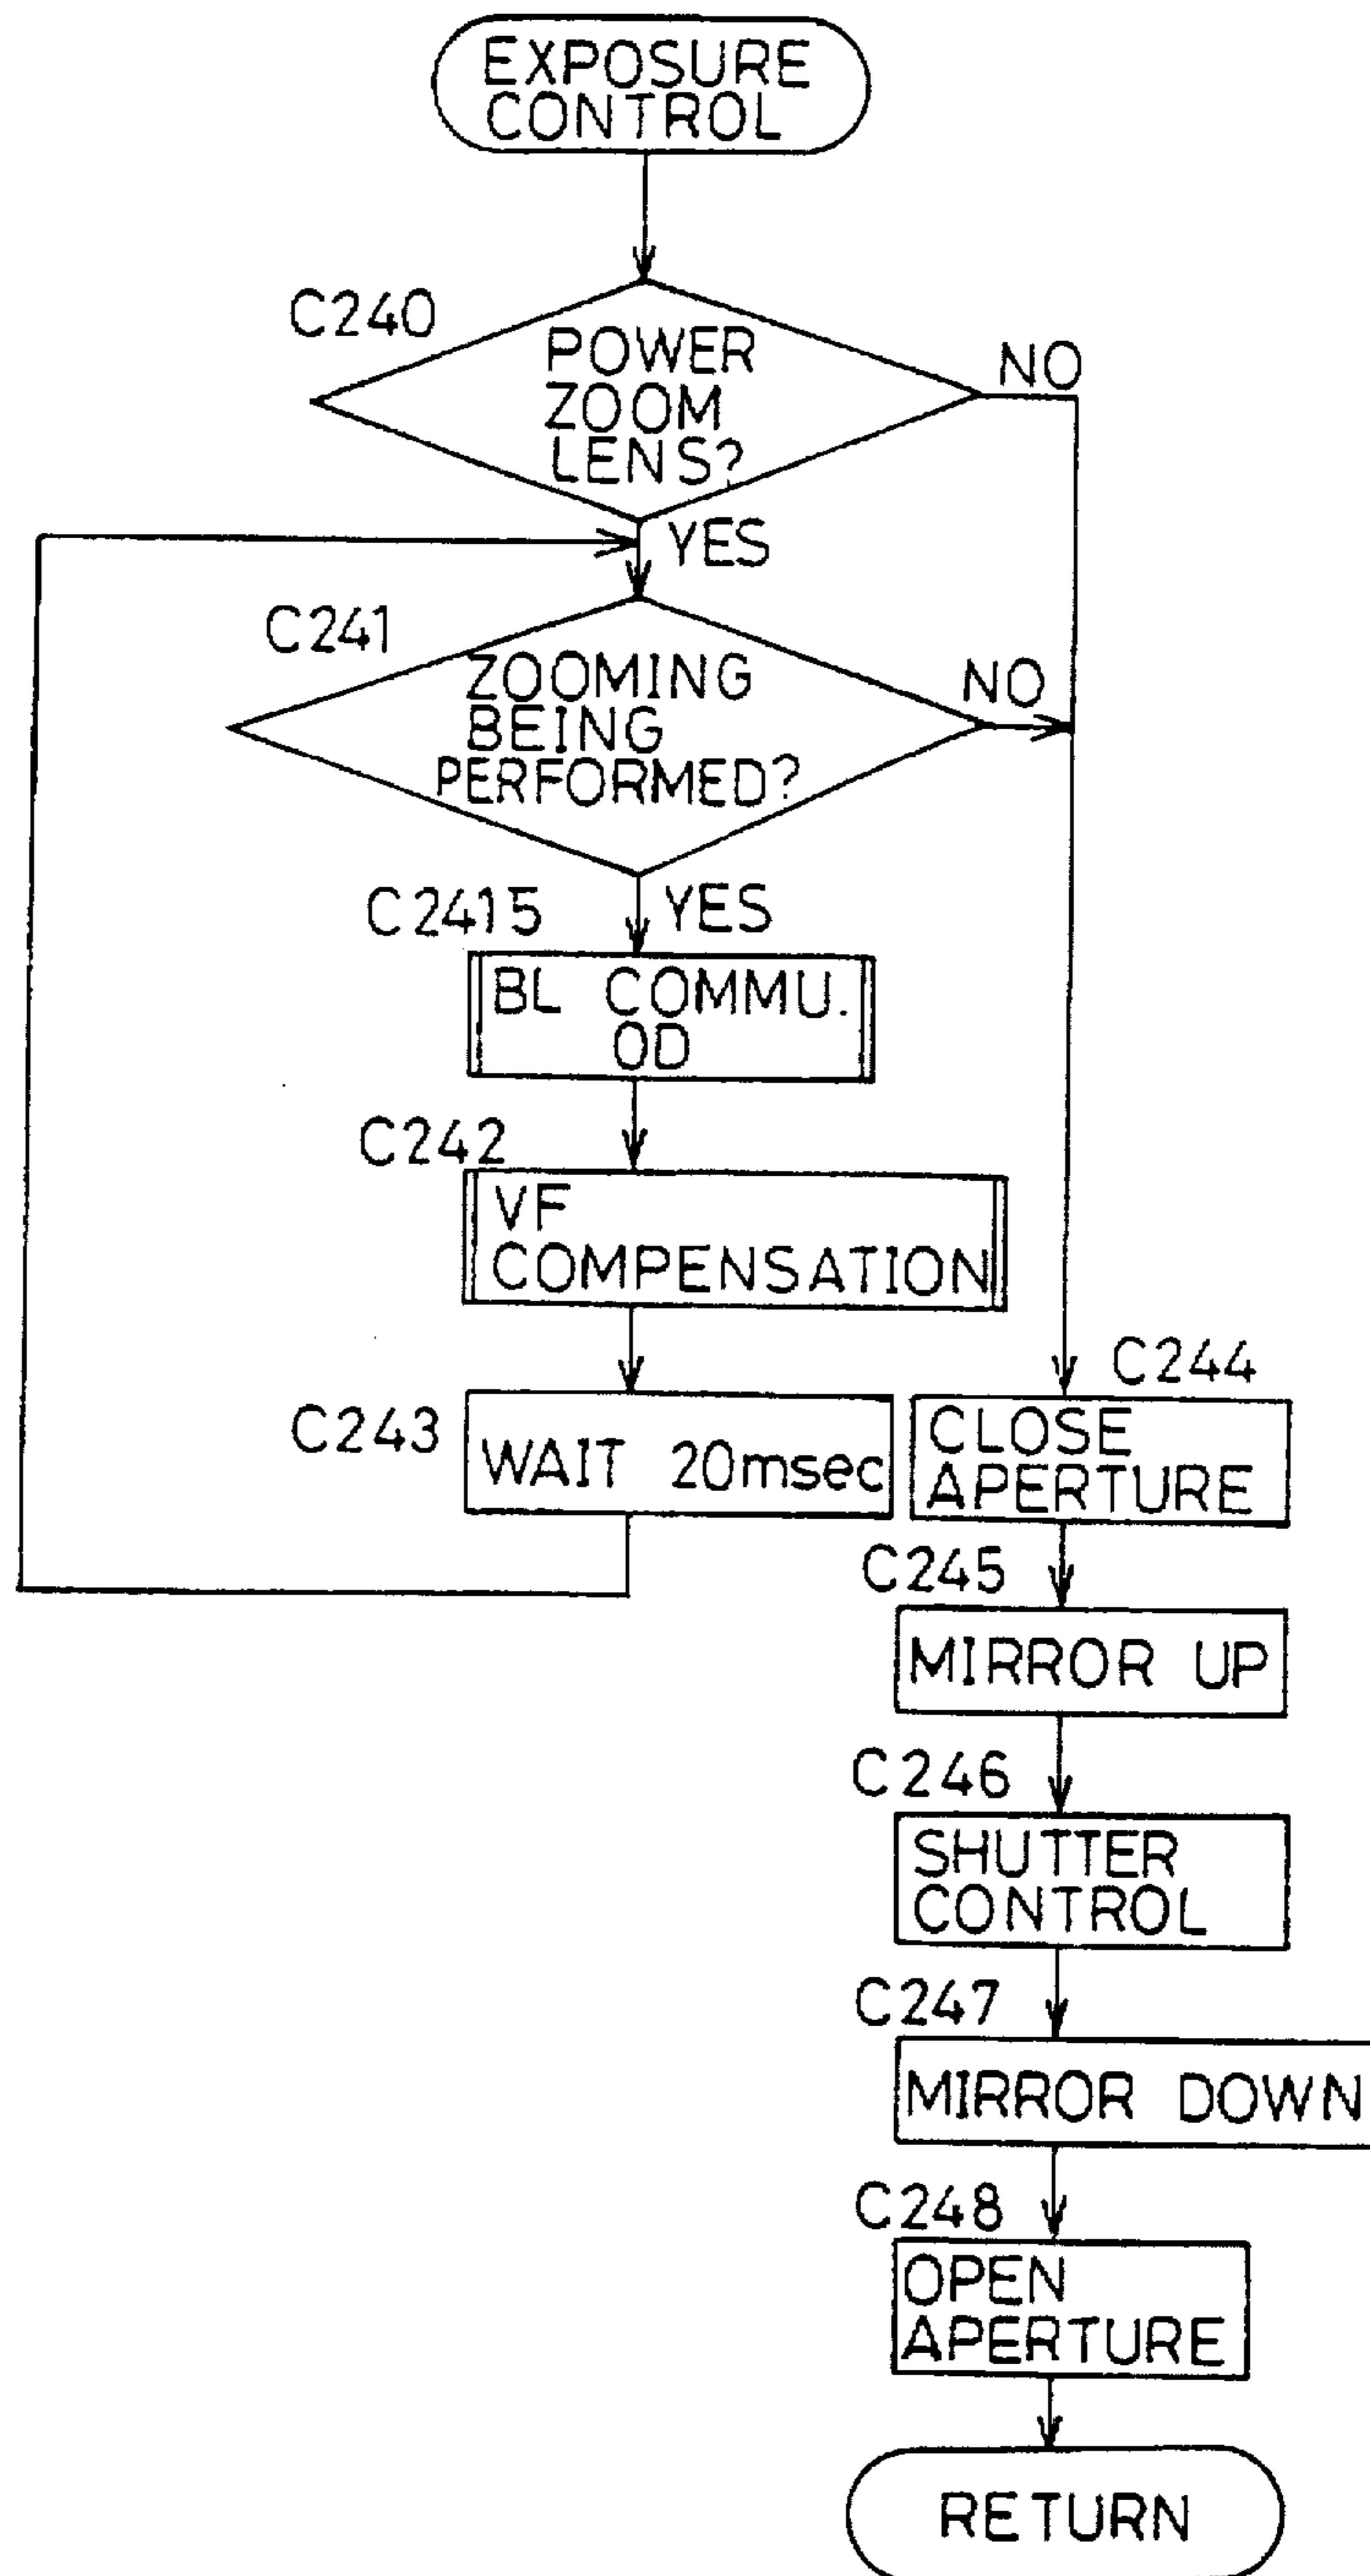 EXPOSURE
CONTROL
C240
POWER
ZOOM
LENS?
NO
YES
C241
ZOOMING
BEING
PERFORMED?
NO
YES
C2415
BL COMMU.
OD
C242
VF
COMPENSATION
C243
WAIT 20msec
C244
CLOSE
APERTURE
C245
MIRROR UP
C246
SHUTTER
CONTROL
C247
MIRROR DOWN
C248
OPEN
APERTURE
RETURN